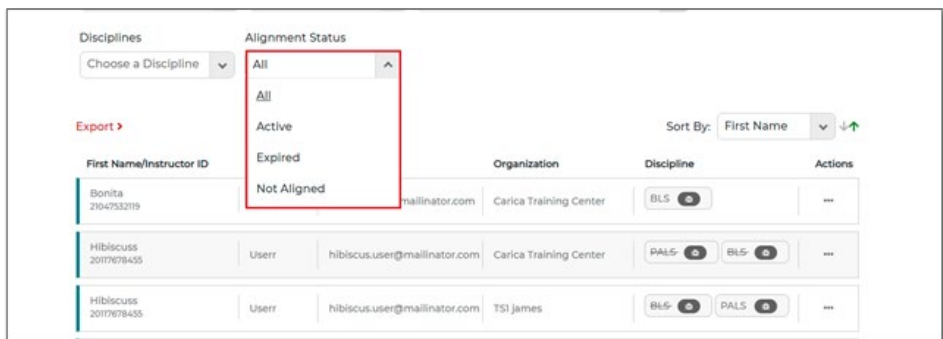 Disciplines Alignment Status
Choose a Discipline All
All
Active
Expired
Not Aligned
Export > Sort By: First Name
First Name/Instructor ID Organization Discipline Actions
Bonita
21047532119
mailinator.com Carica Training Center BLS
Hibiscuss
20117678455
Userr hibiscus.user@mailinator.com Carica Training Center PALS BLS
Hibiscuss
20117678455
Userr hibiscus.user@mailinator.com TS1 james BLS PALS